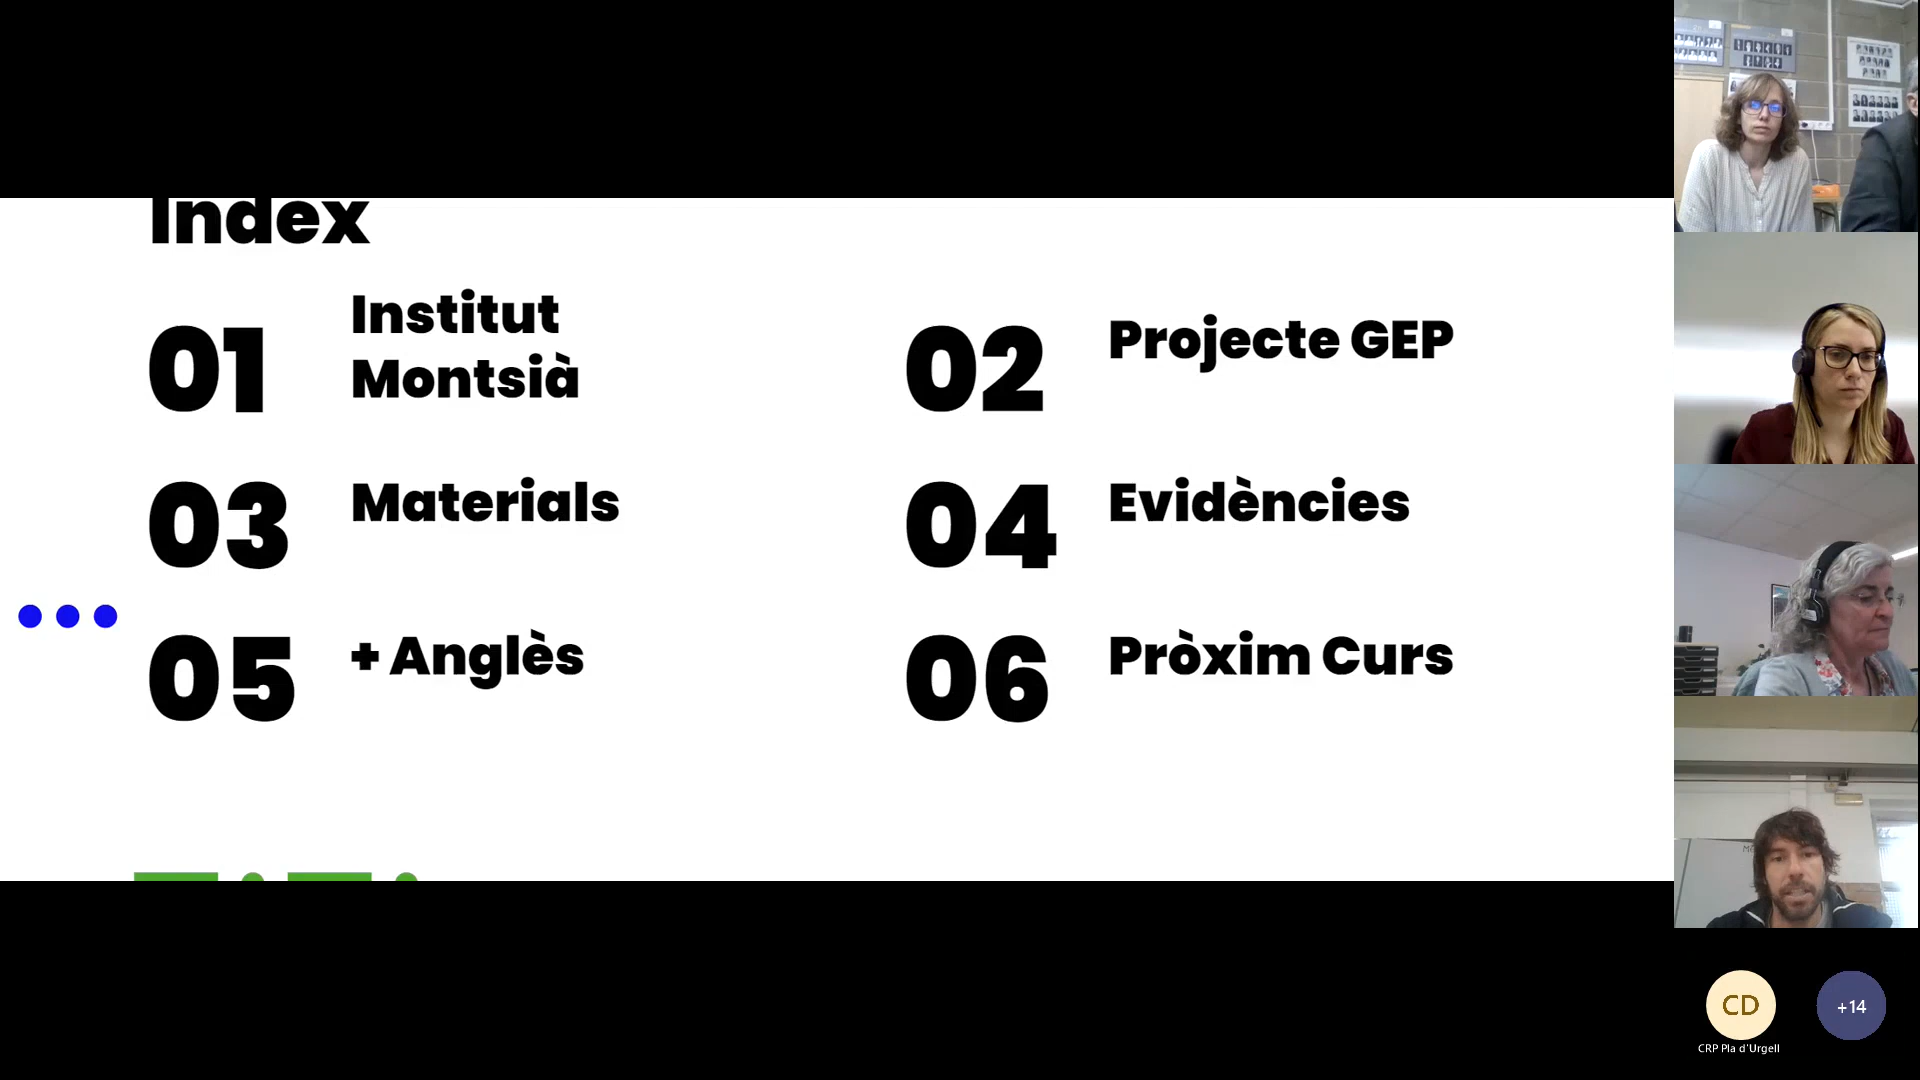 Index
01
Institut
Montsià
02
Projecte GEP
03
Materials
04
Evidències
05
+ Anglès
06
Pròxim Curs
CD
+14
CRP Pla d'Urgell